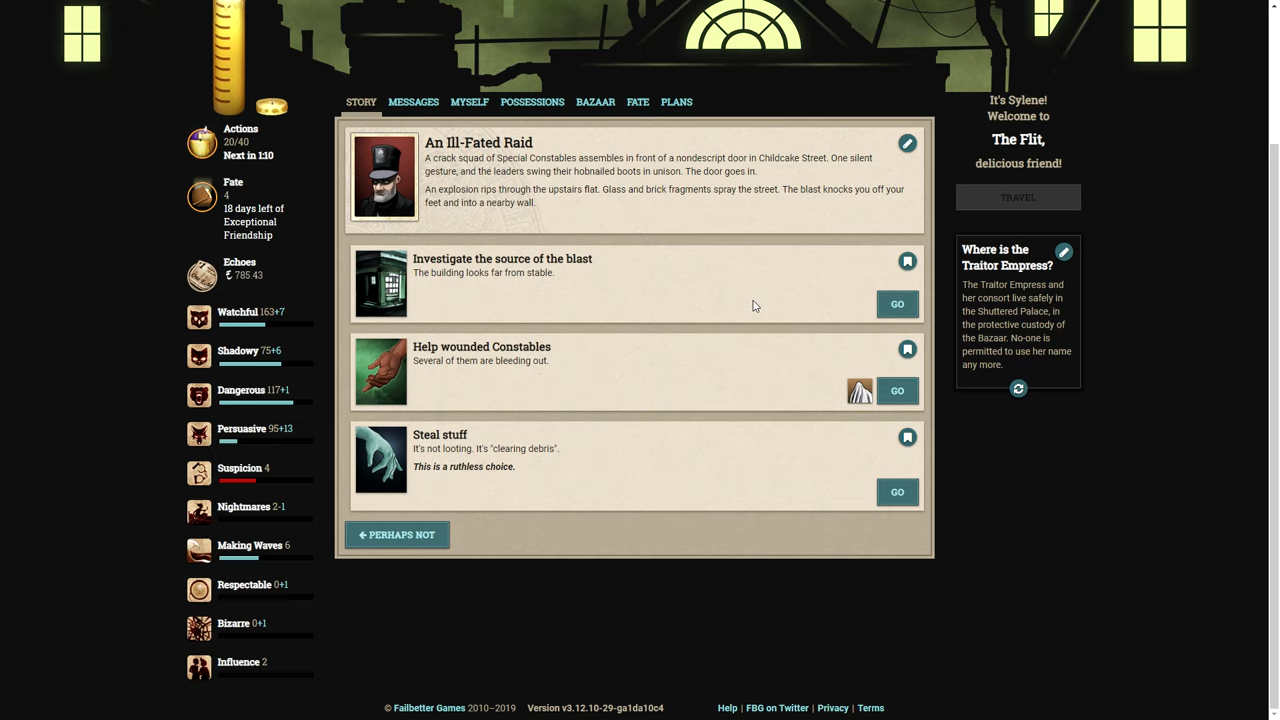 STORY MESSAGES MYSELF POSSESSIONS BAZAAR FATE PLANS
Actions
20/40
Next in 1:10
Fate
4
18 days left of
Exceptional
Friendship
Echoes
785.43
Watchful 163+7
Shadowy 75+6
Dangerous 117+1
Persuasive 95+13
Suspicion 4
Nightmares 2-1
Making Waves 6
Respectable 0+1
Bizarre 0+1
Influence 2
An Ill-Fated Raid
A crack squad of Special Constables assembles in front of a nondescript door in Childcake Street. One silent
gesture, and the leaders swing their hobnailed boots in unison. The door goes in.
An explosion rips through the upstairs flat. Glass and brick fragments spray the street. The blast knocks you off your
feet and into a nearby wall.
Investigate the source of the blast
The building looks far from stable.
GO
Help wounded Constables
Several of them are bleeding out.
GO
Steal stuff
It's not looting. It's "clearing debris".
This is a ruthless choice.
GO
PERHAPS NOT
It's Sylene!
Welcome to
The Flit,
delicious friend!
TRAVEL
Where is the
Traitor Empress?
The Traitor Empress and
her consort live safely in
the Shuttered Palace, in
the protective custody of
the Bazaar. No-one is
permitted to use her name
any more.
© Failbetter Games 2010–2019 Version v3.12.10-29-ga1da10c4 Help | FBG on Twitter | Privacy | Terms